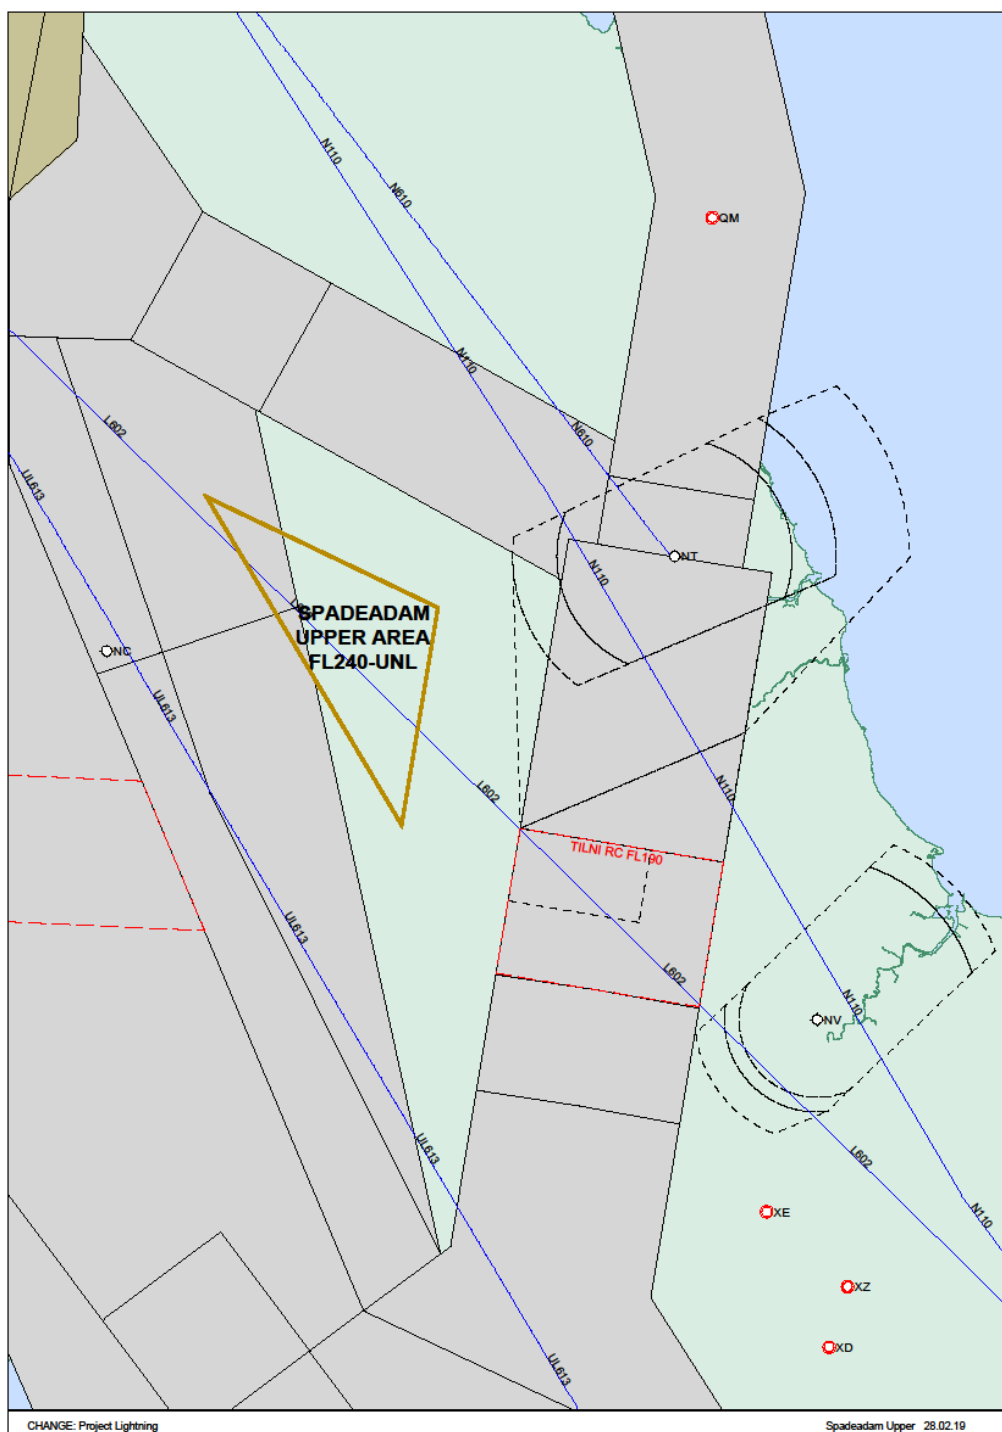 N110
N610
QM
N110
L602
N610
UL613
NT
N110
L602
SPADEADAM
UPPER AREA
FL240-UNL
NC
UL613
L602
N110
TILNI RC FL190
UL613
L602
N110
NV
UL613
L602
XE
N110
XZ
XD
UL613
CHANGE: Project Lightning
Spadeadam Upper 28.02.19